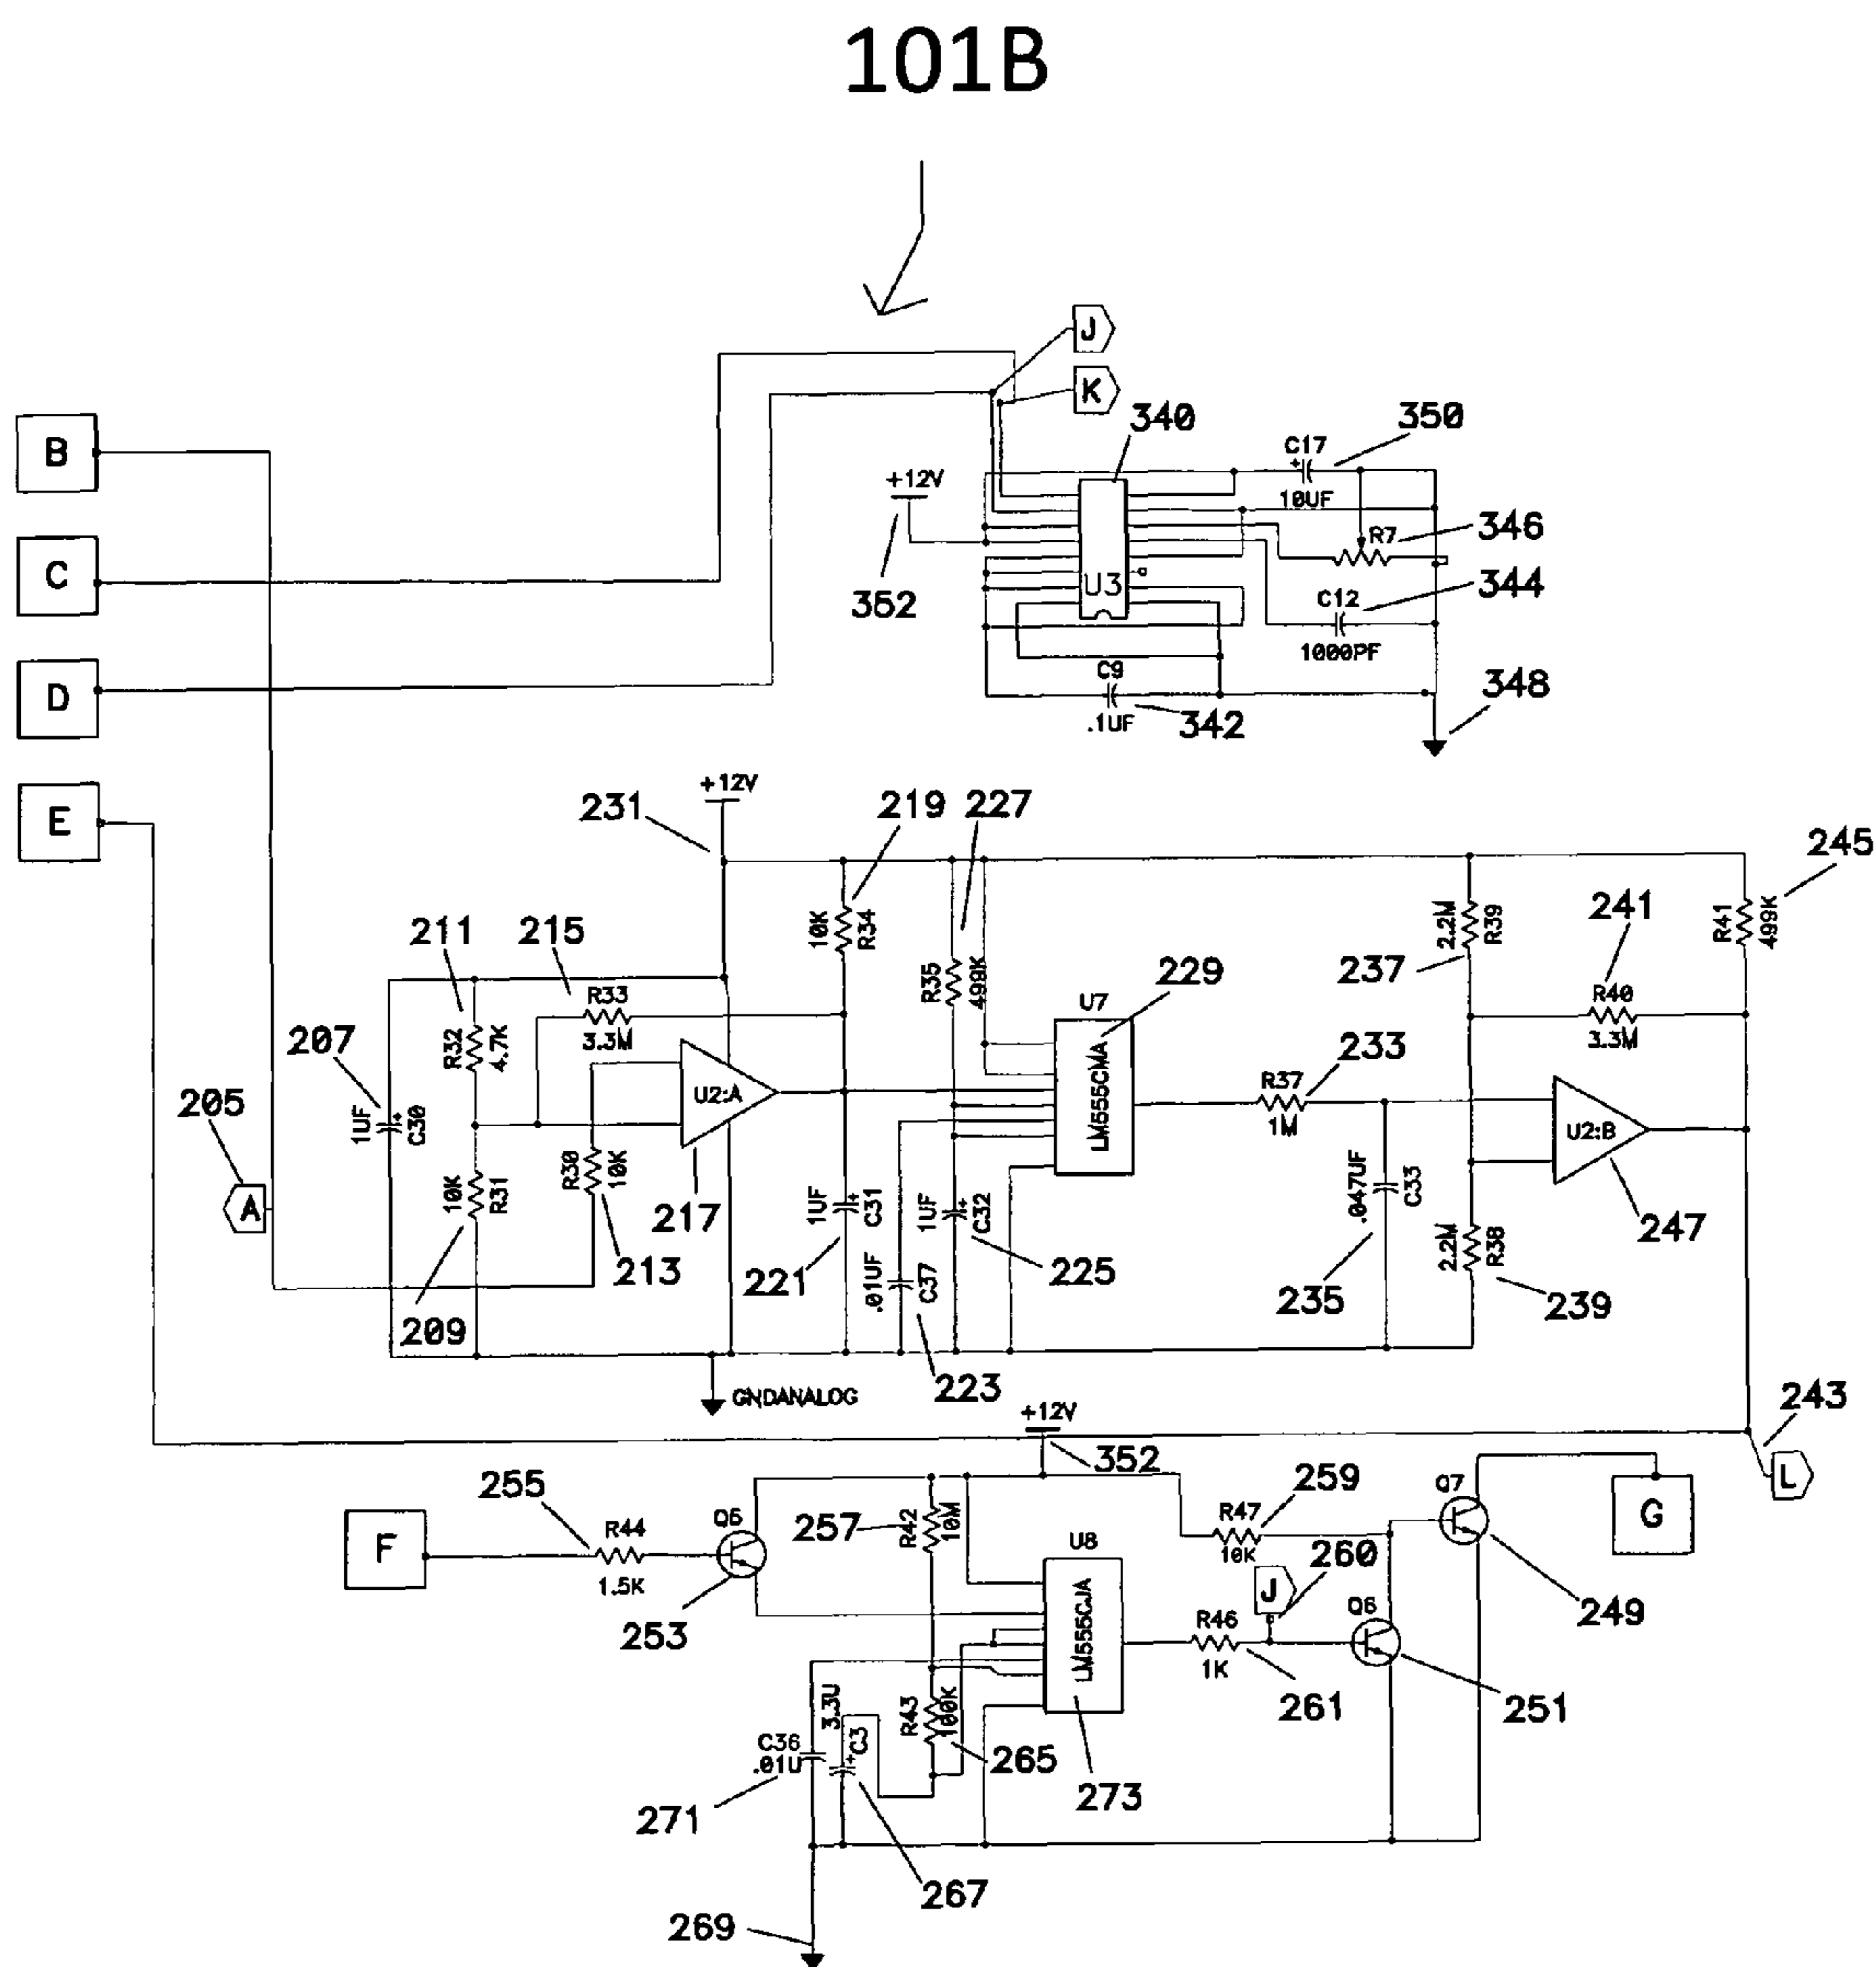 101B
J
K
340
350
C17
+
10UF
+12V
352
R7
346
U3
C12
344
1000PF
C9
.1UF
342
348
B
C
D
E
+12V
231
219
227
245
10K
R34
R35
499K
2.2M
R39
241
R41
499K
237
R40
3.3M
211
215
R33
3.3M
R32
4.7K
207
229
U7
LM555CMA
233
R37
1M
U2:A
U2:B
205
A
1UF
+
C30
10K
R31
R30
10K
217
213
209
1UF
+
C31
221
.01UF
C37
223
1UF
+
C32
225
.047UF
C33
235
2.2M
R38
239
247
GNDANALOG
+12V
352
243
L
255
F
R44
1.5K
Q5
253
257
R42
10M
U8
LM555CJA
259
R47
10K
260
J
Q7
G
249
R46
1K
261
Q6
251
C36
.01U
271
3.3U
+
C3
267
R43
100K
265
273
269